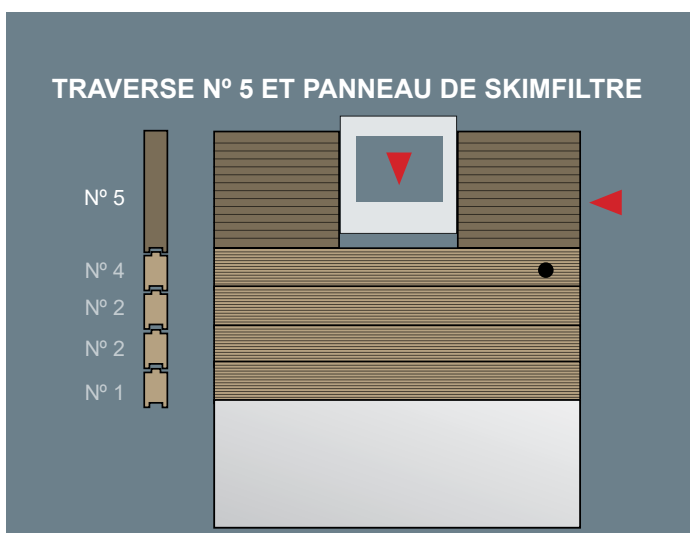 TRAVERSE Nº 5 ET PANNEAU DE SKIMFILTRE
Nº 5
Nº 4
Nº 2
Nº 2
Nº 1